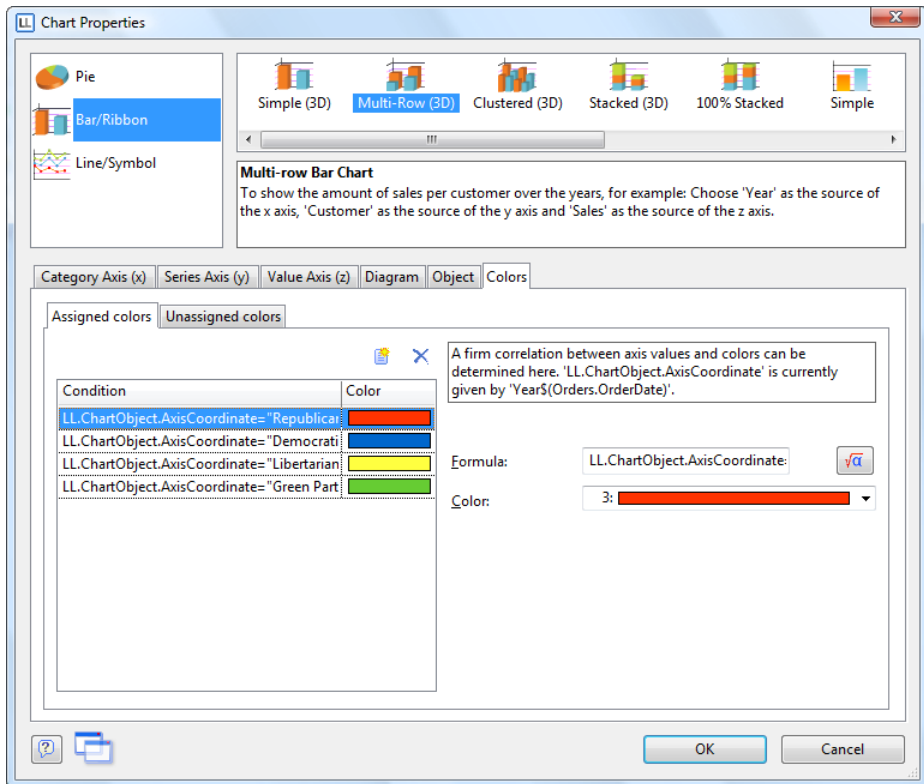 LL Chart Properties
Pie
Bar/Ribbon
Line/Symbol
Simple (3D) Multi-Row (3D) Clustered (3D) Stacked (3D) 100% Stacked Simple
Multi-row Bar Chart
To show the amount of sales per customer over the years, for example: Choose 'Year' as the source of
the x axis, 'Customer' as the source of the y axis and 'Sales' as the source of the z axis.
Category Axis (x) Series Axis (y) Value Axis (z) Diagram Object Colors
Assigned colors Unassigned colors
A firm correlation between axis values and colors can be
determined here. 'LL.ChartObject.AxisCoordinate' is currently
given by 'Year$(Orders.OrderDate)'.
Condition Color
LL.ChartObject.AxisCoordinate="Republicar
LL.ChartObject.AxisCoordinate="Democrati
LL.ChartObject.AxisCoordinate="Libertarian
LL.ChartObject.AxisCoordinate="Green Part
Formula: LL.ChartObject.AxisCoordinate: √α
Color: 3:
? OK Cancel